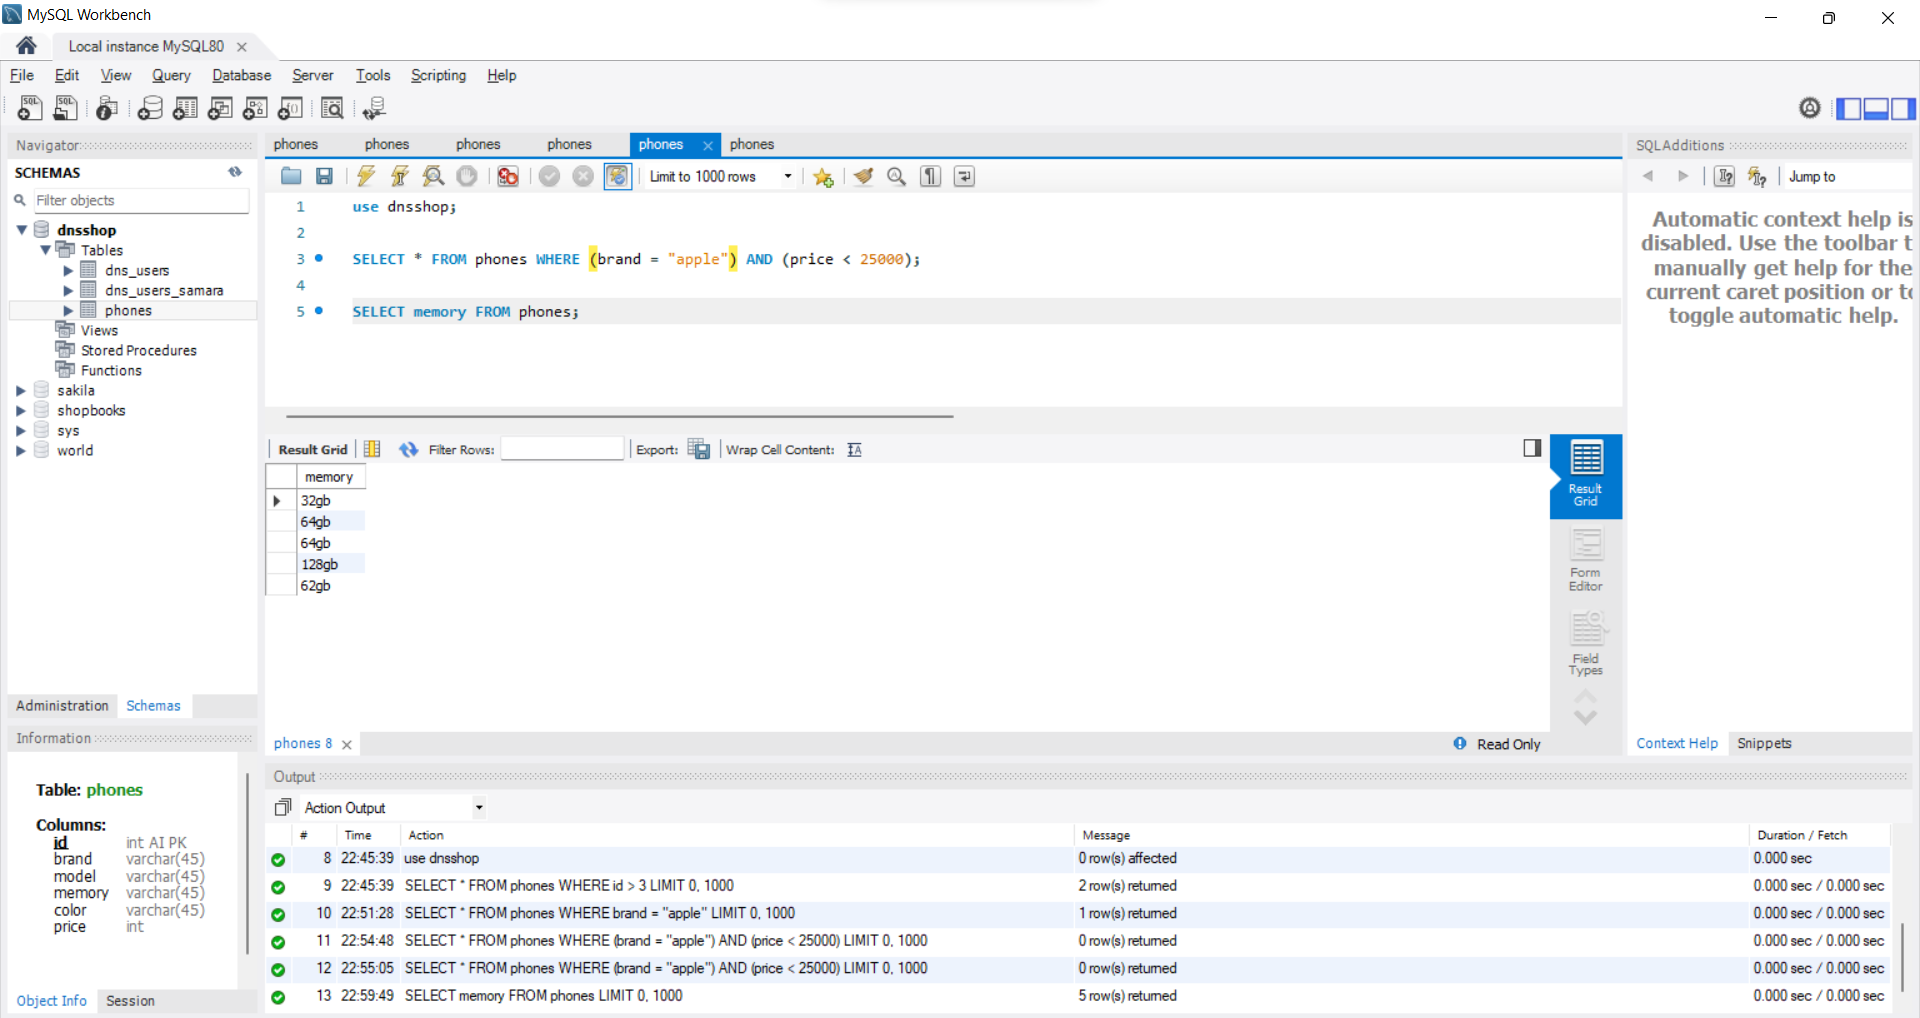 MySQL Workbench
Local instance MySQL80
File Edit View Query Database Server Tools Scripting Help
Navigator
SCHEMAS
Filter objects
dnsshop
Tables
dns_users
dns_users_samara
phones
Views
Stored Procedures
Functions
sakila
shopbooks
sys
world
Administration Schemas
Information
Table: phones
Columns:
id int AI PK
brand varchar(45)
model varchar(45)
memory varchar(45)
color varchar(45)
price int
Object Info Session
phones phones phones phones phones phones
Limit to 1000 rows
1 use dnsshop;
2
3 SELECT * FROM phones WHERE (brand = "apple") AND (price < 25000);
4
5 SELECT memory FROM phones;
Result Grid Filter Rows: Export: Wrap Cell Content:
memory
32gb
64gb
64gb
128gb
62gb
Result
Grid
Form
Editor
Field
Types
phones 8 Read Only
SQLAdditions
Jump to
Automatic context help is
disabled. Use the toolbar t
manually get help for the
current caret position or to
toggle automatic help.
Context Help Snippets
Output
Action Output
# Time Action Message Duration / Fetch
8 22:45:39 use dnsshop 0 row(s) affected 0.000 sec
9 22:45:39 SELECT * FROM phones WHERE id > 3 LIMIT 0, 1000 2 row(s) returned 0.000 sec / 0.000 sec
10 22:51:28 SELECT * FROM phones WHERE brand = "apple" LIMIT 0, 1000 1 row(s) returned 0.000 sec / 0.000 sec
11 22:54:48 SELECT * FROM phones WHERE (brand = "apple") AND (price < 25000) LIMIT 0, 1000 0 row(s) returned 0.000 sec / 0.000 sec
12 22:55:05 SELECT * FROM phones WHERE (brand = "apple") AND (price < 25000) LIMIT 0, 1000 0 row(s) returned 0.000 sec / 0.000 sec
13 22:59:49 SELECT memory FROM phones LIMIT 0, 1000 5 row(s) returned 0.000 sec / 0.000 sec